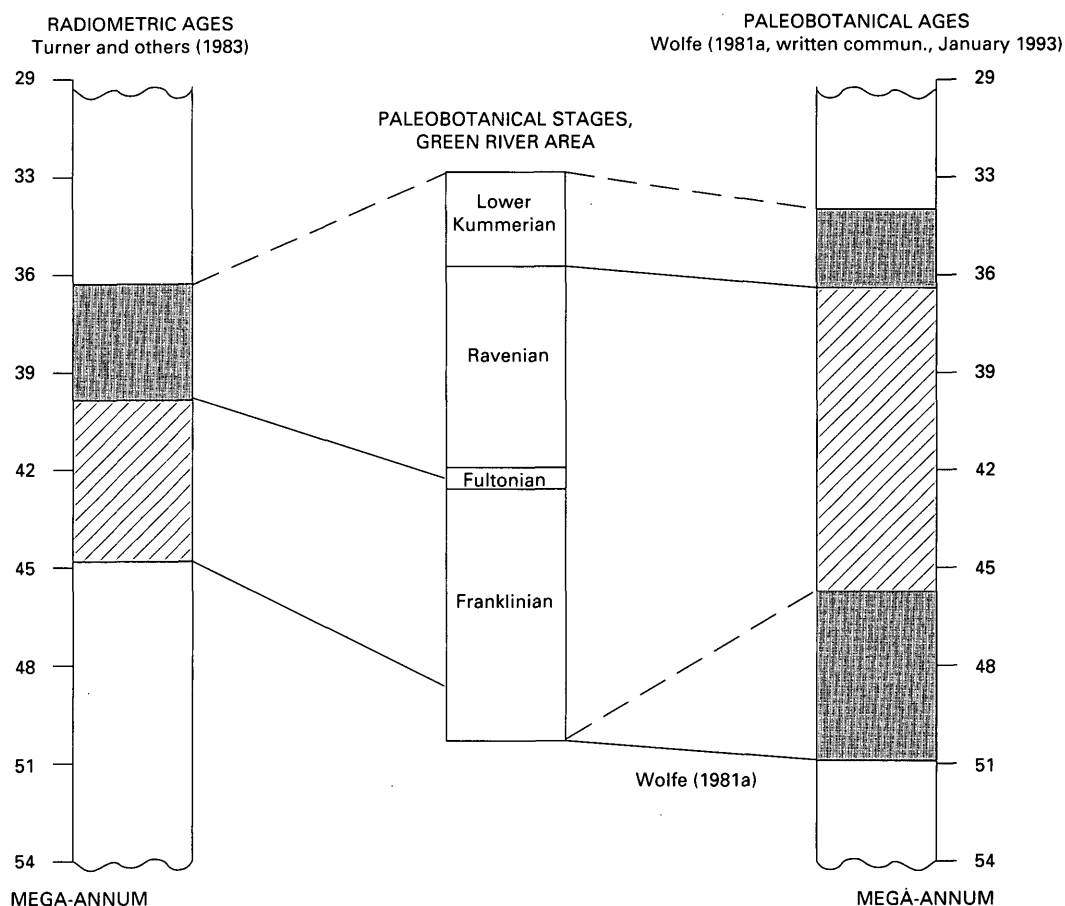 RADIOMETRIC AGES
Turner and others (1983)
PALEOBOTANICAL AGES
Wolfe (1981a, written commun., January 1993)
PALEOBOTANICAL STAGES,
GREEN RIVER AREA
29
33
36
39
42
45
48
51
54
MEGA-ANNUM
Lower
Kummerian
Ravenian
Fultonian
Franklinian
Wolfe (1981a)
29
33
36
39
42
45
48
51
54
MEGA-ANNUM